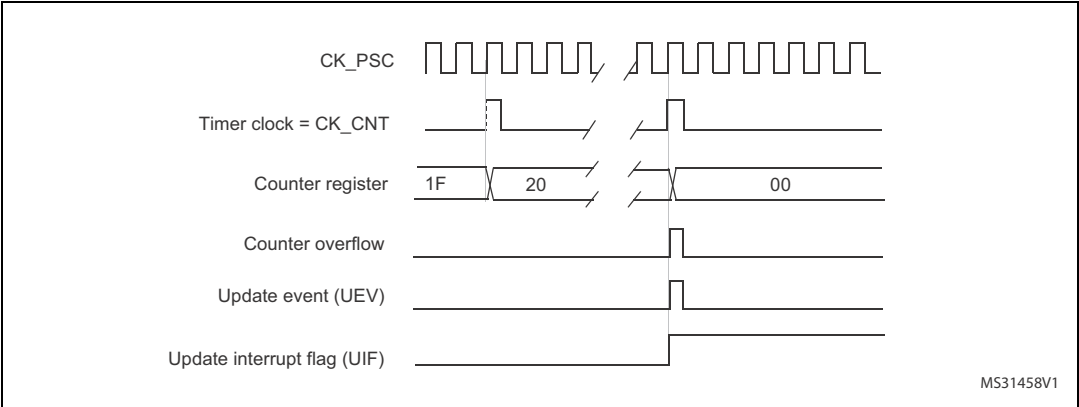 CK_PSC
Timer clock = CK_CNT
Counter register 1F 20 00
Counter overflow
Update event (UEV)
Update interrupt flag (UIF)
MS31458V1